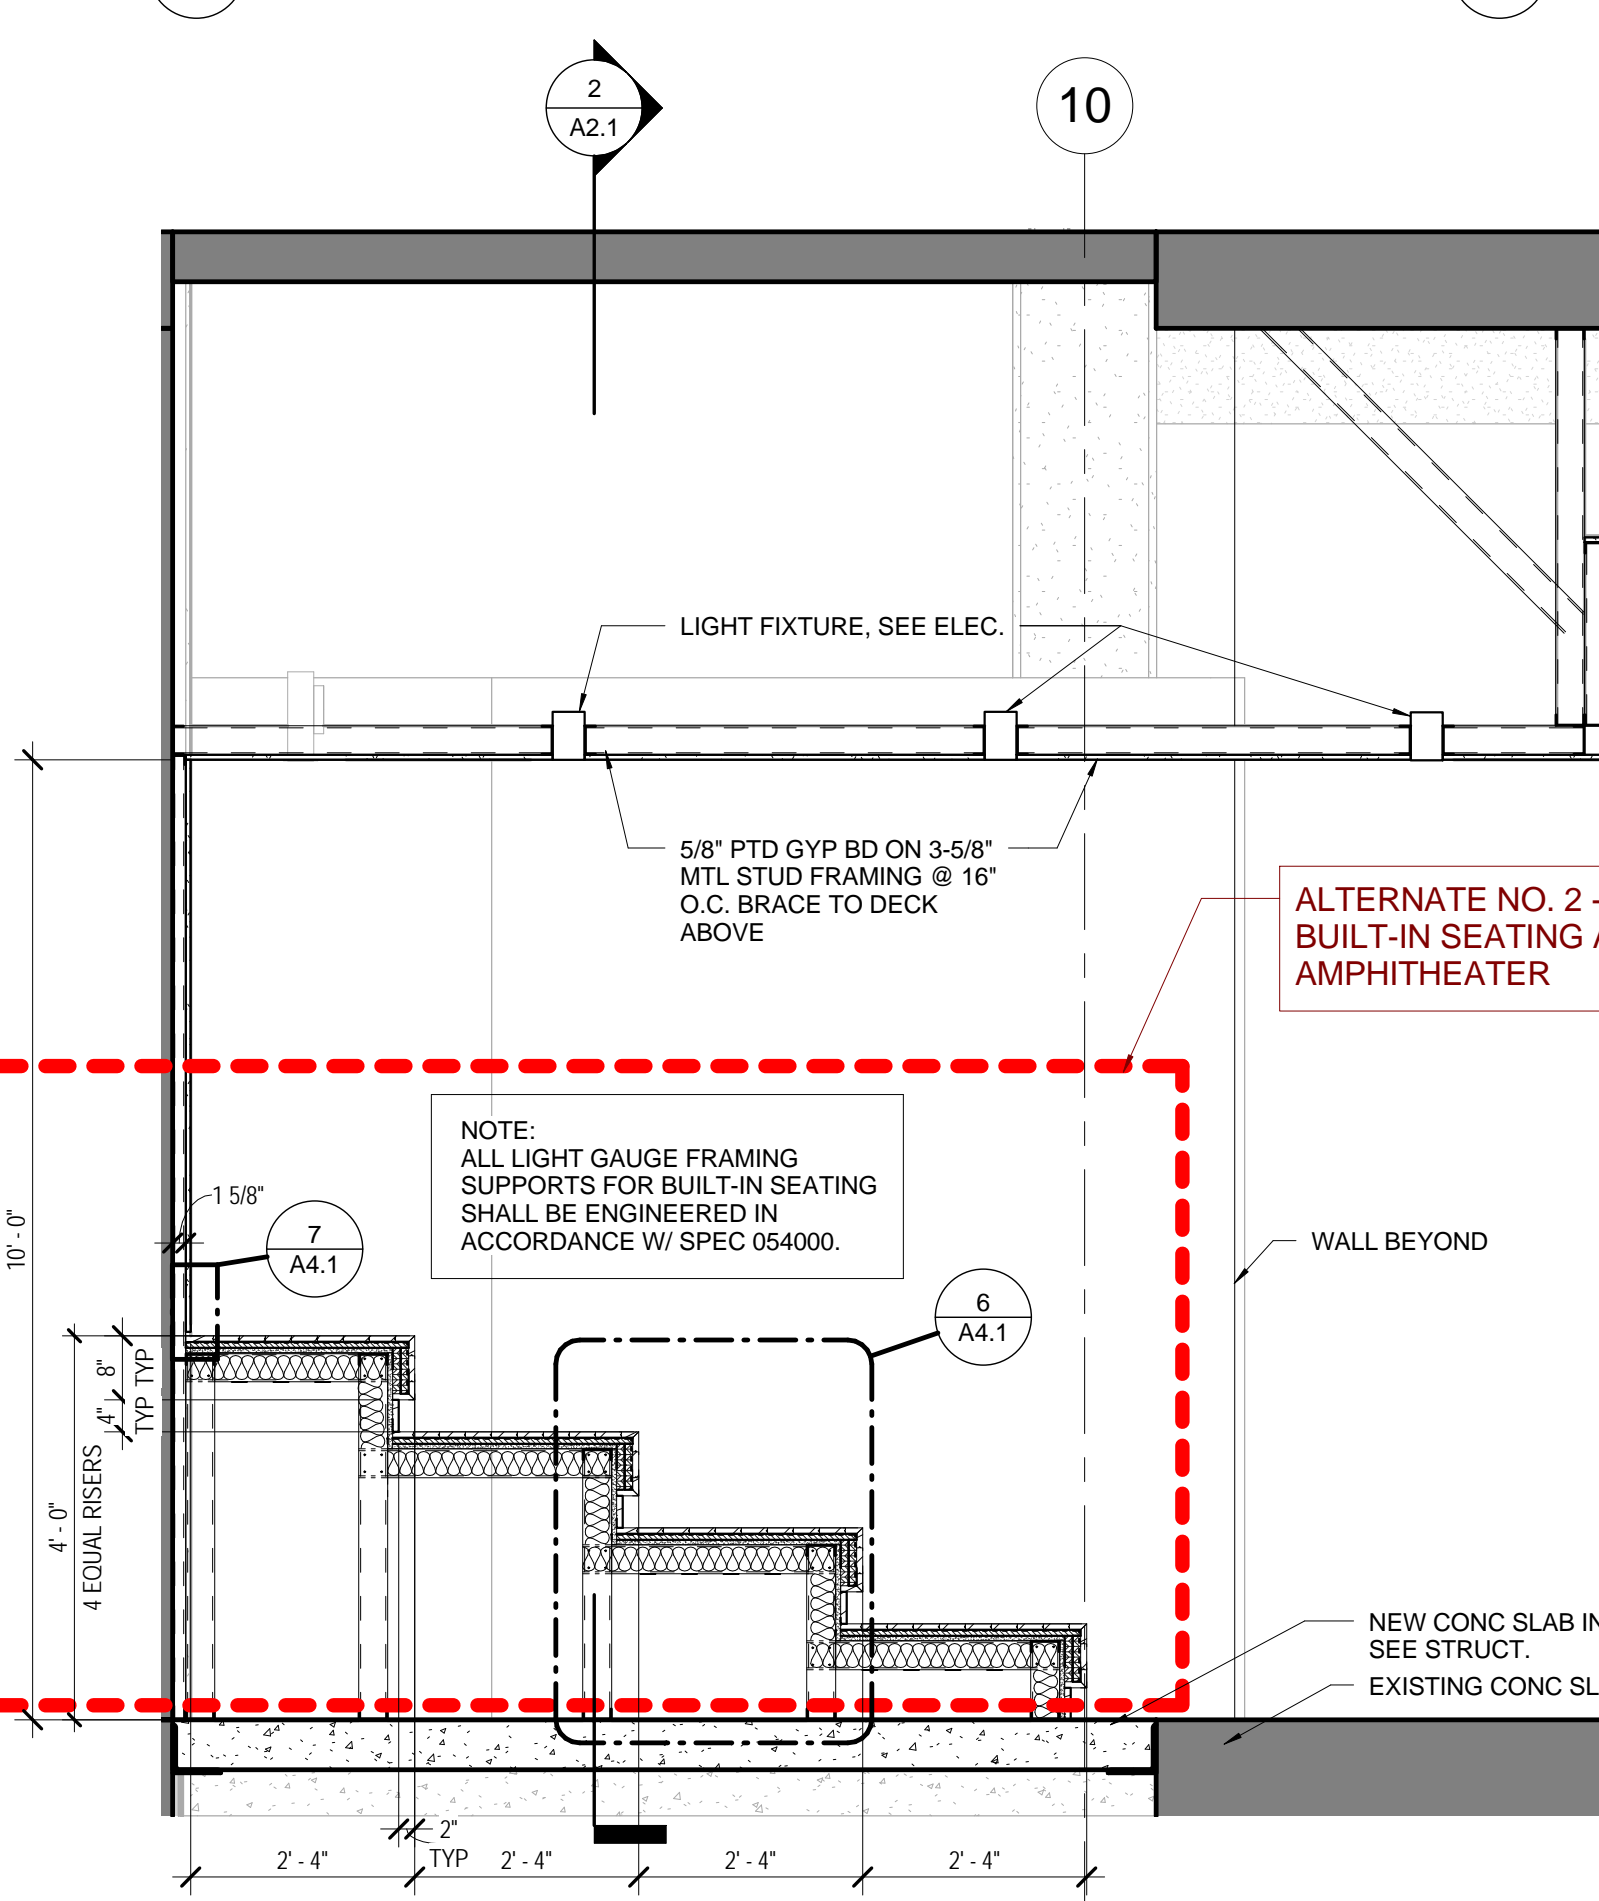 2
A2.1
10
LIGHT FIXTURE, SEE ELEC.
5/8" PTD GYP BD ON 3-5/8"
MTL STUD FRAMING @ 16"
O.C. BRACE TO DECK
ABOVE
ALTERNATE NO. 2 -
BUILT-IN SEATING A
AMPHITHEATER
NOTE:
ALL LIGHT GAUGE FRAMING
SUPPORTS FOR BUILT-IN SEATING
SHALL BE ENGINEERED IN
ACCORDANCE W/ SPEC 054000.
1 5/8"
7
A4.1
10' - 0"
WALL BEYOND
6
A4.1
8"
TYP
4"
TYP
4' - 0"
4 EQUAL RISERS
NEW CONC SLAB IN
SEE STRUCT.
EXISTING CONC SL
2"
TYP
2' - 4"
2' - 4"
2' - 4"
2' - 4"